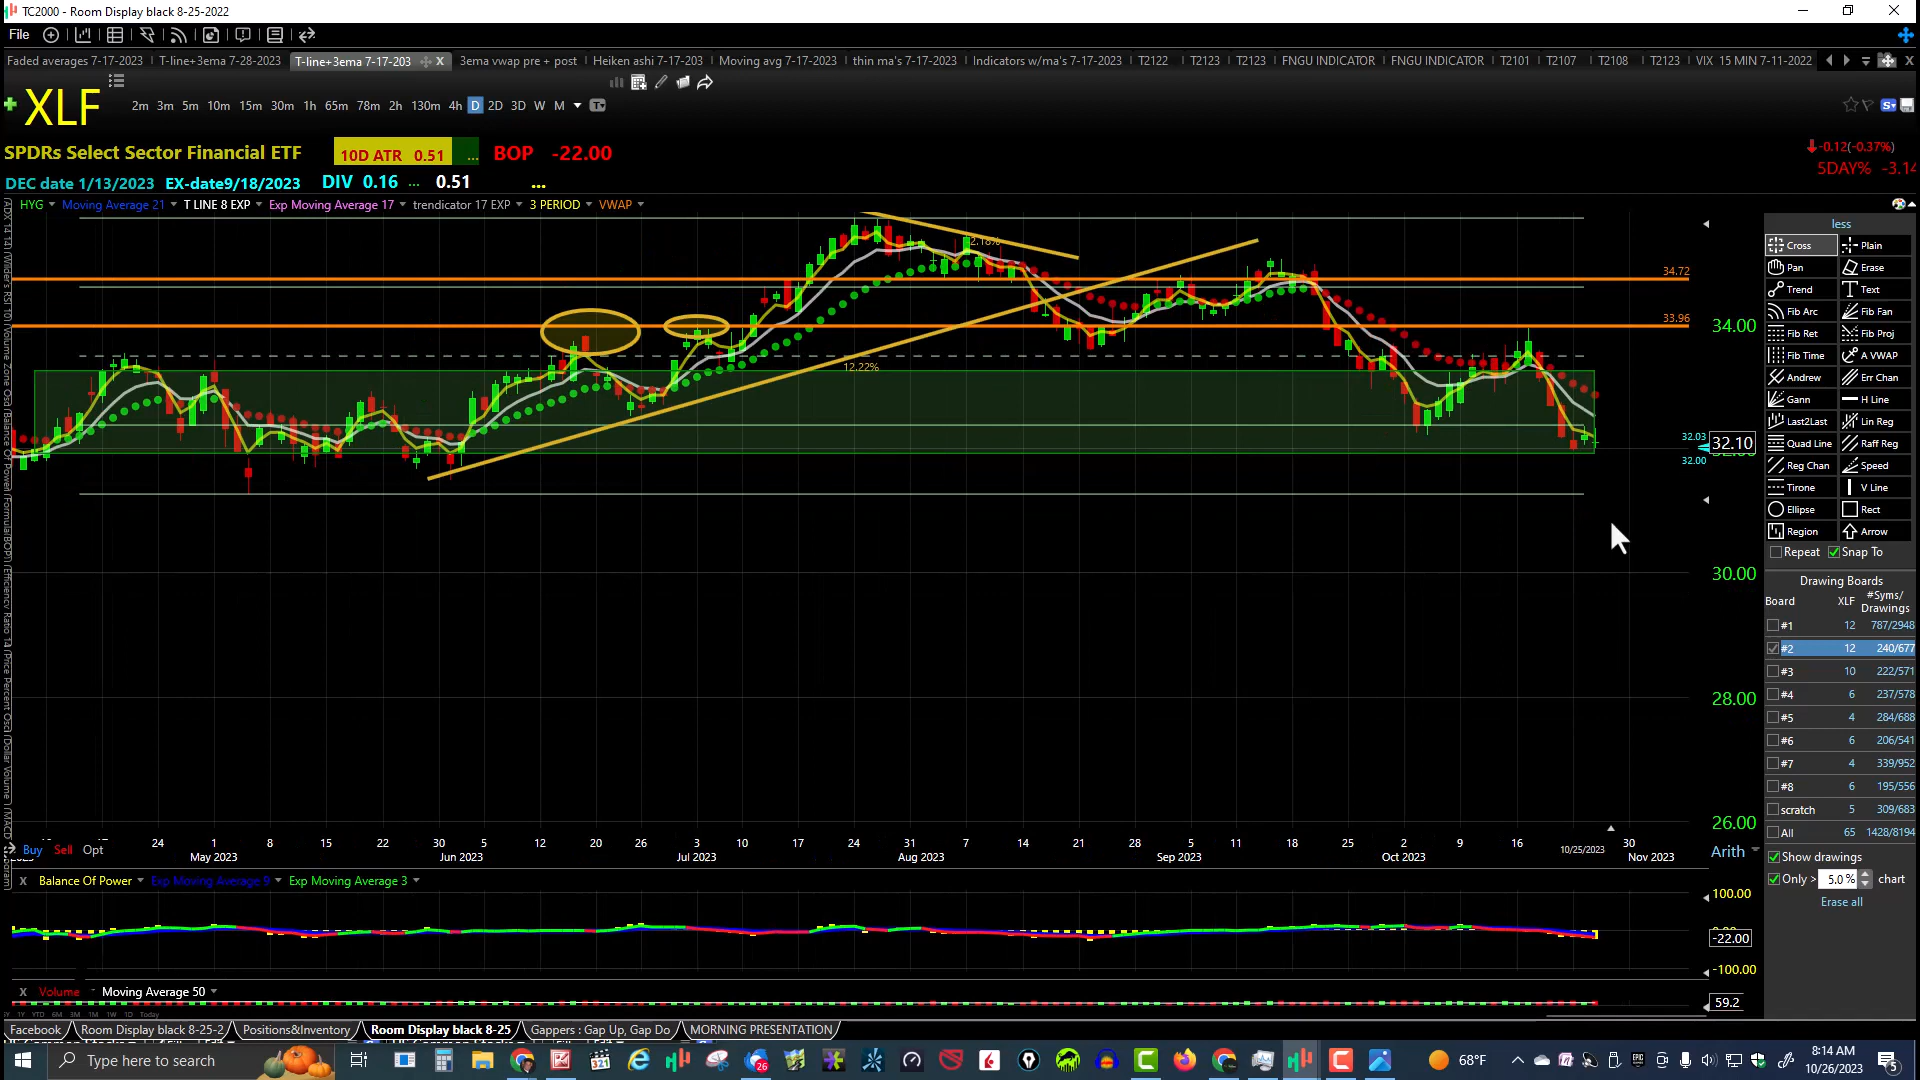 TC2000 - Room Display black 8-25-2022
File
Faded averages 7-17-2023 T-line+3ema 7-28-2023 T-line+3ema 7-17-203 X 3ema vwap pre + post Heiken ashi 7-17-203 Moving avg 7-17-2023 thin ma's 7-17-2023 Indicators w/ma's 7-17-2023 T2122 T2123 T2123 FNGU INDICATOR FNGU INDICATOR T2101 T2107 T2108 T2123 VIX 15 MIN 7-11-2022 X
XLF
2m 3m 5m 10m 15m 30m 1h 65m 78m 2h 130m 4h D 2D 3D W M
SPDRs Select Sector Financial ETF 10D ATR 0.51 ... BOP -22.00
-0.12(-0.37%)
5DAY% -3.14
DEC date 1/13/2023 EX-date9/18/2023 DIV 0.16 ... 0.51 ...
HYG Moving Average 21 T LINE 8 EXP Exp Moving Average 17 trendicator 17 EXP 3 PERIOD VWAP
2.18%
34.72
33.96
34.00
12.22%
32.03
32.10
32.00
30.00
28.00
26.00
17 24 1 8 15 22 30 5 12 20 26 3 10 17 24 31 7 14 21 28 5 11 18 25 2 9 16 10/25/2023 30
May 2023 Jun 2023 Jul 2023 Aug 2023 Sep 2023 Oct 2023 Nov 2023
Buy Sell Opt
Arith
X Balance Of Power Exp Moving Average 9 Exp Moving Average 3
100.00
-22.00
-100.00
X Volume Moving Average 50
59.2
less
Cross Plain
Pan Erase
Trend Text
Fib Arc Fib Fan
Fib Ret Fib Proj
Fib Time A VWAP
Andrew Err Chan
Gann H Line
Last2Last Lin Reg
Quad Line Raff Reg
Reg Chan Speed
Tirone V Line
Ellipse Rect
Region Arrow
Repeat Snap To
Drawing Boards
Board XLF #Syms/
Drawings
#1 12 787/2948
#2 12 240/677
#3 10 222/571
#4 6 237/578
#5 4 284/688
#6 6 206/541
#7 4 339/952
#8 6 195/556
scratch 5 309/683
All 65 1428/8194
Show drawings
Only > 5.0 % chart
Erase all
Facebook Room Display black 8-25-2 Positions&Inventory Room Display black 8-25 Gappers : Gap Up, Gap Do MORNING PRESENTATION
Type here to search
26
68°F
8:14 AM
10/26/2023
5